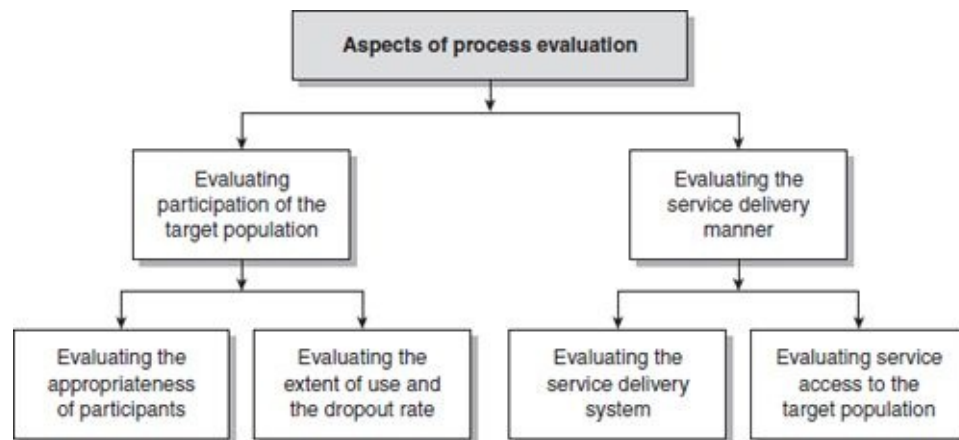 Aspects of process evaluation
Evaluating
participation of the
target population
Evaluating the
service delivery
manner
Evaluating the
appropriateness
of participants
Evaluating the
extent of use and
the dropout rate
Evaluating the
service delivery
system
Evaluating service
access to the
target population